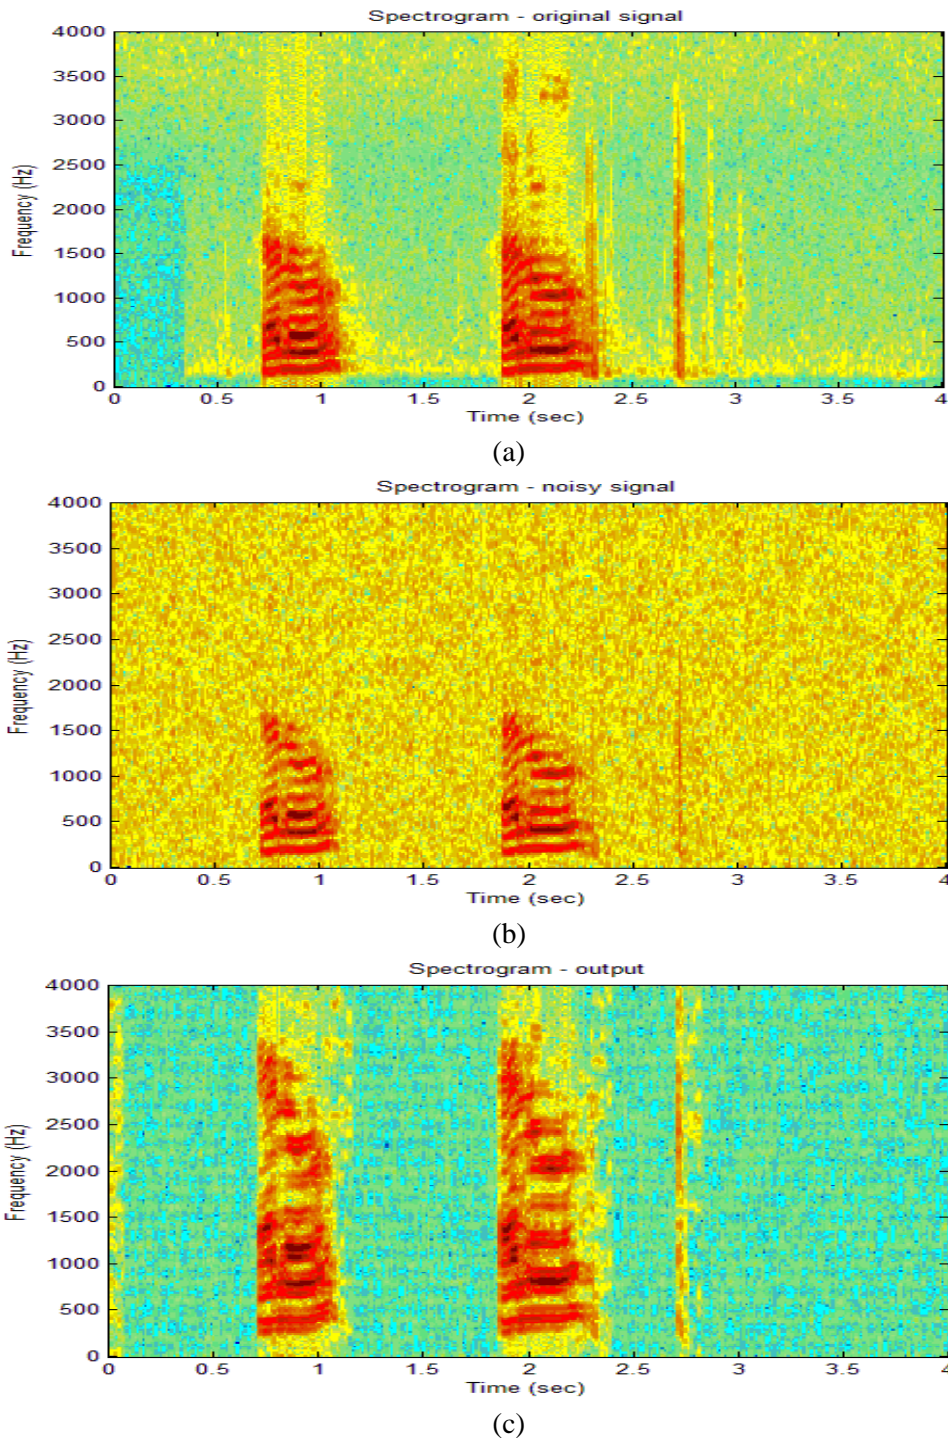 Spectrogram - original signal
4000
3500
3000
2500
2000
1500
1000
500
0
Frequency (Hz)
0 0.5 1 1.5 2 2.5 3 3.5 4
Time (sec)
(a)
Spectrogram - noisy signal
4000
3500
3000
2500
2000
1500
1000
500
0
Frequency (Hz)
0 0.5 1 1.5 2 2.5 3 3.5 4
Time (sec)
(b)
Spectrogram - output
4000
3500
3000
2500
2000
1500
1000
500
0
Frequency (Hz)
0 0.5 1 1.5 2 2.5 3 3.5 4
Time (sec)
(c)